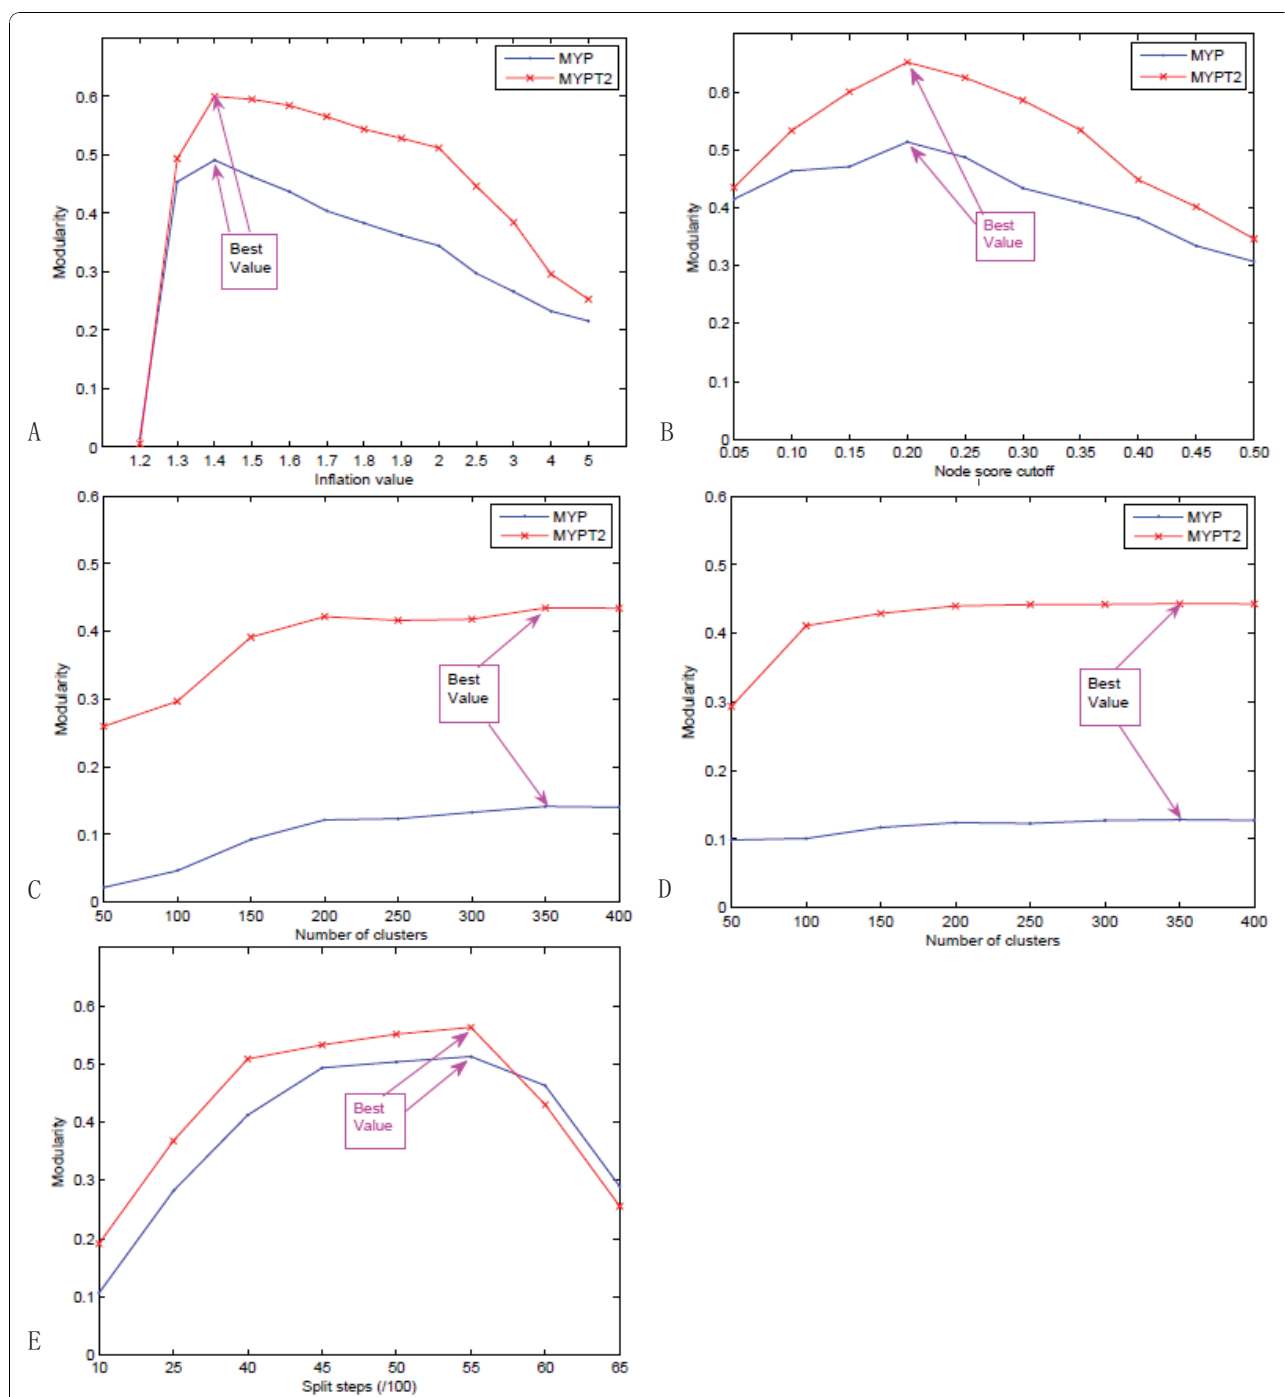 MYP
MYPT2
0.6
0.5
0.4
0.3
0.2
0.1
0
Modularity
Best
Value
A
1.2 1.3 1.4 1.5 1.6 1.7 1.8 1.9 2 2.5 3 4 5
Inflation value
MYP
MYPT2
0.6
0.5
0.4
0.3
0.2
0.1
0
Modularity
Best
Value
B
0.05 0.10 0.15 0.20 0.25 0.30 0.35 0.40 0.45 0.50
Node score cutoff
MYP
MYPT2
0.6
0.5
0.4
0.3
0.2
0.1
0
Modularity
Best
Value
C
50 100 150 200 250 300 350 400
Number of clusters
MYP
MYPT2
0.6
0.5
0.4
0.3
0.2
0.1
0
Modularity
Best
Value
D
50 100 150 200 250 300 350 400
Number of clusters
0.6
0.5
0.4
0.3
0.2
0.1
0
Modularity
Best
Value
E
10 25 40 45 50 55 60 65
Split steps (/100)